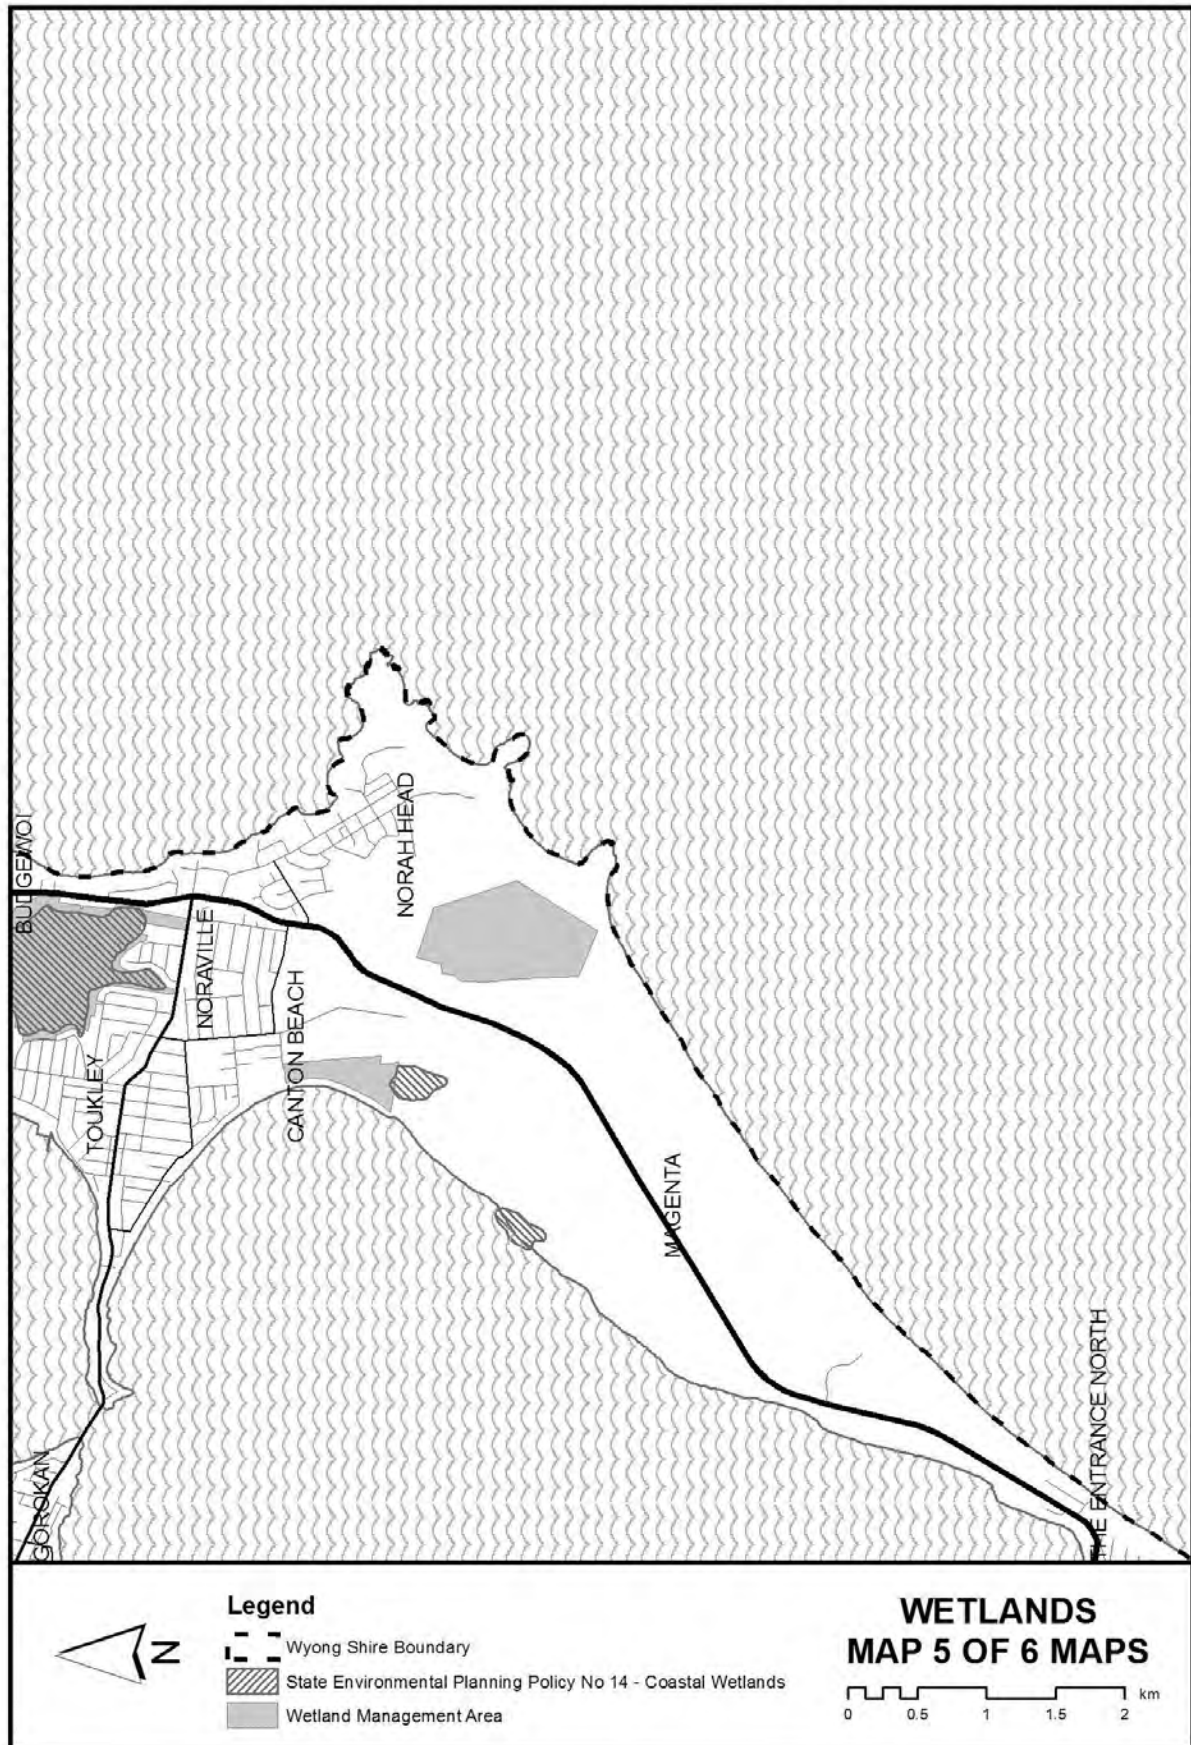 BUDGEWOI
NORAH HEAD
NORAVILLE
CANTON BEACH
TOUKLEY
MAGENTA
THE ENTRANCE NORTH
GOROKAN
N
Legend
Wyong Shire Boundary
State Environmental Planning Policy No 14 - Coastal Wetlands
Wetland Management Area
WETLANDS
MAP 5 OF 6 MAPS
km
0 0.5 1 1.5 2